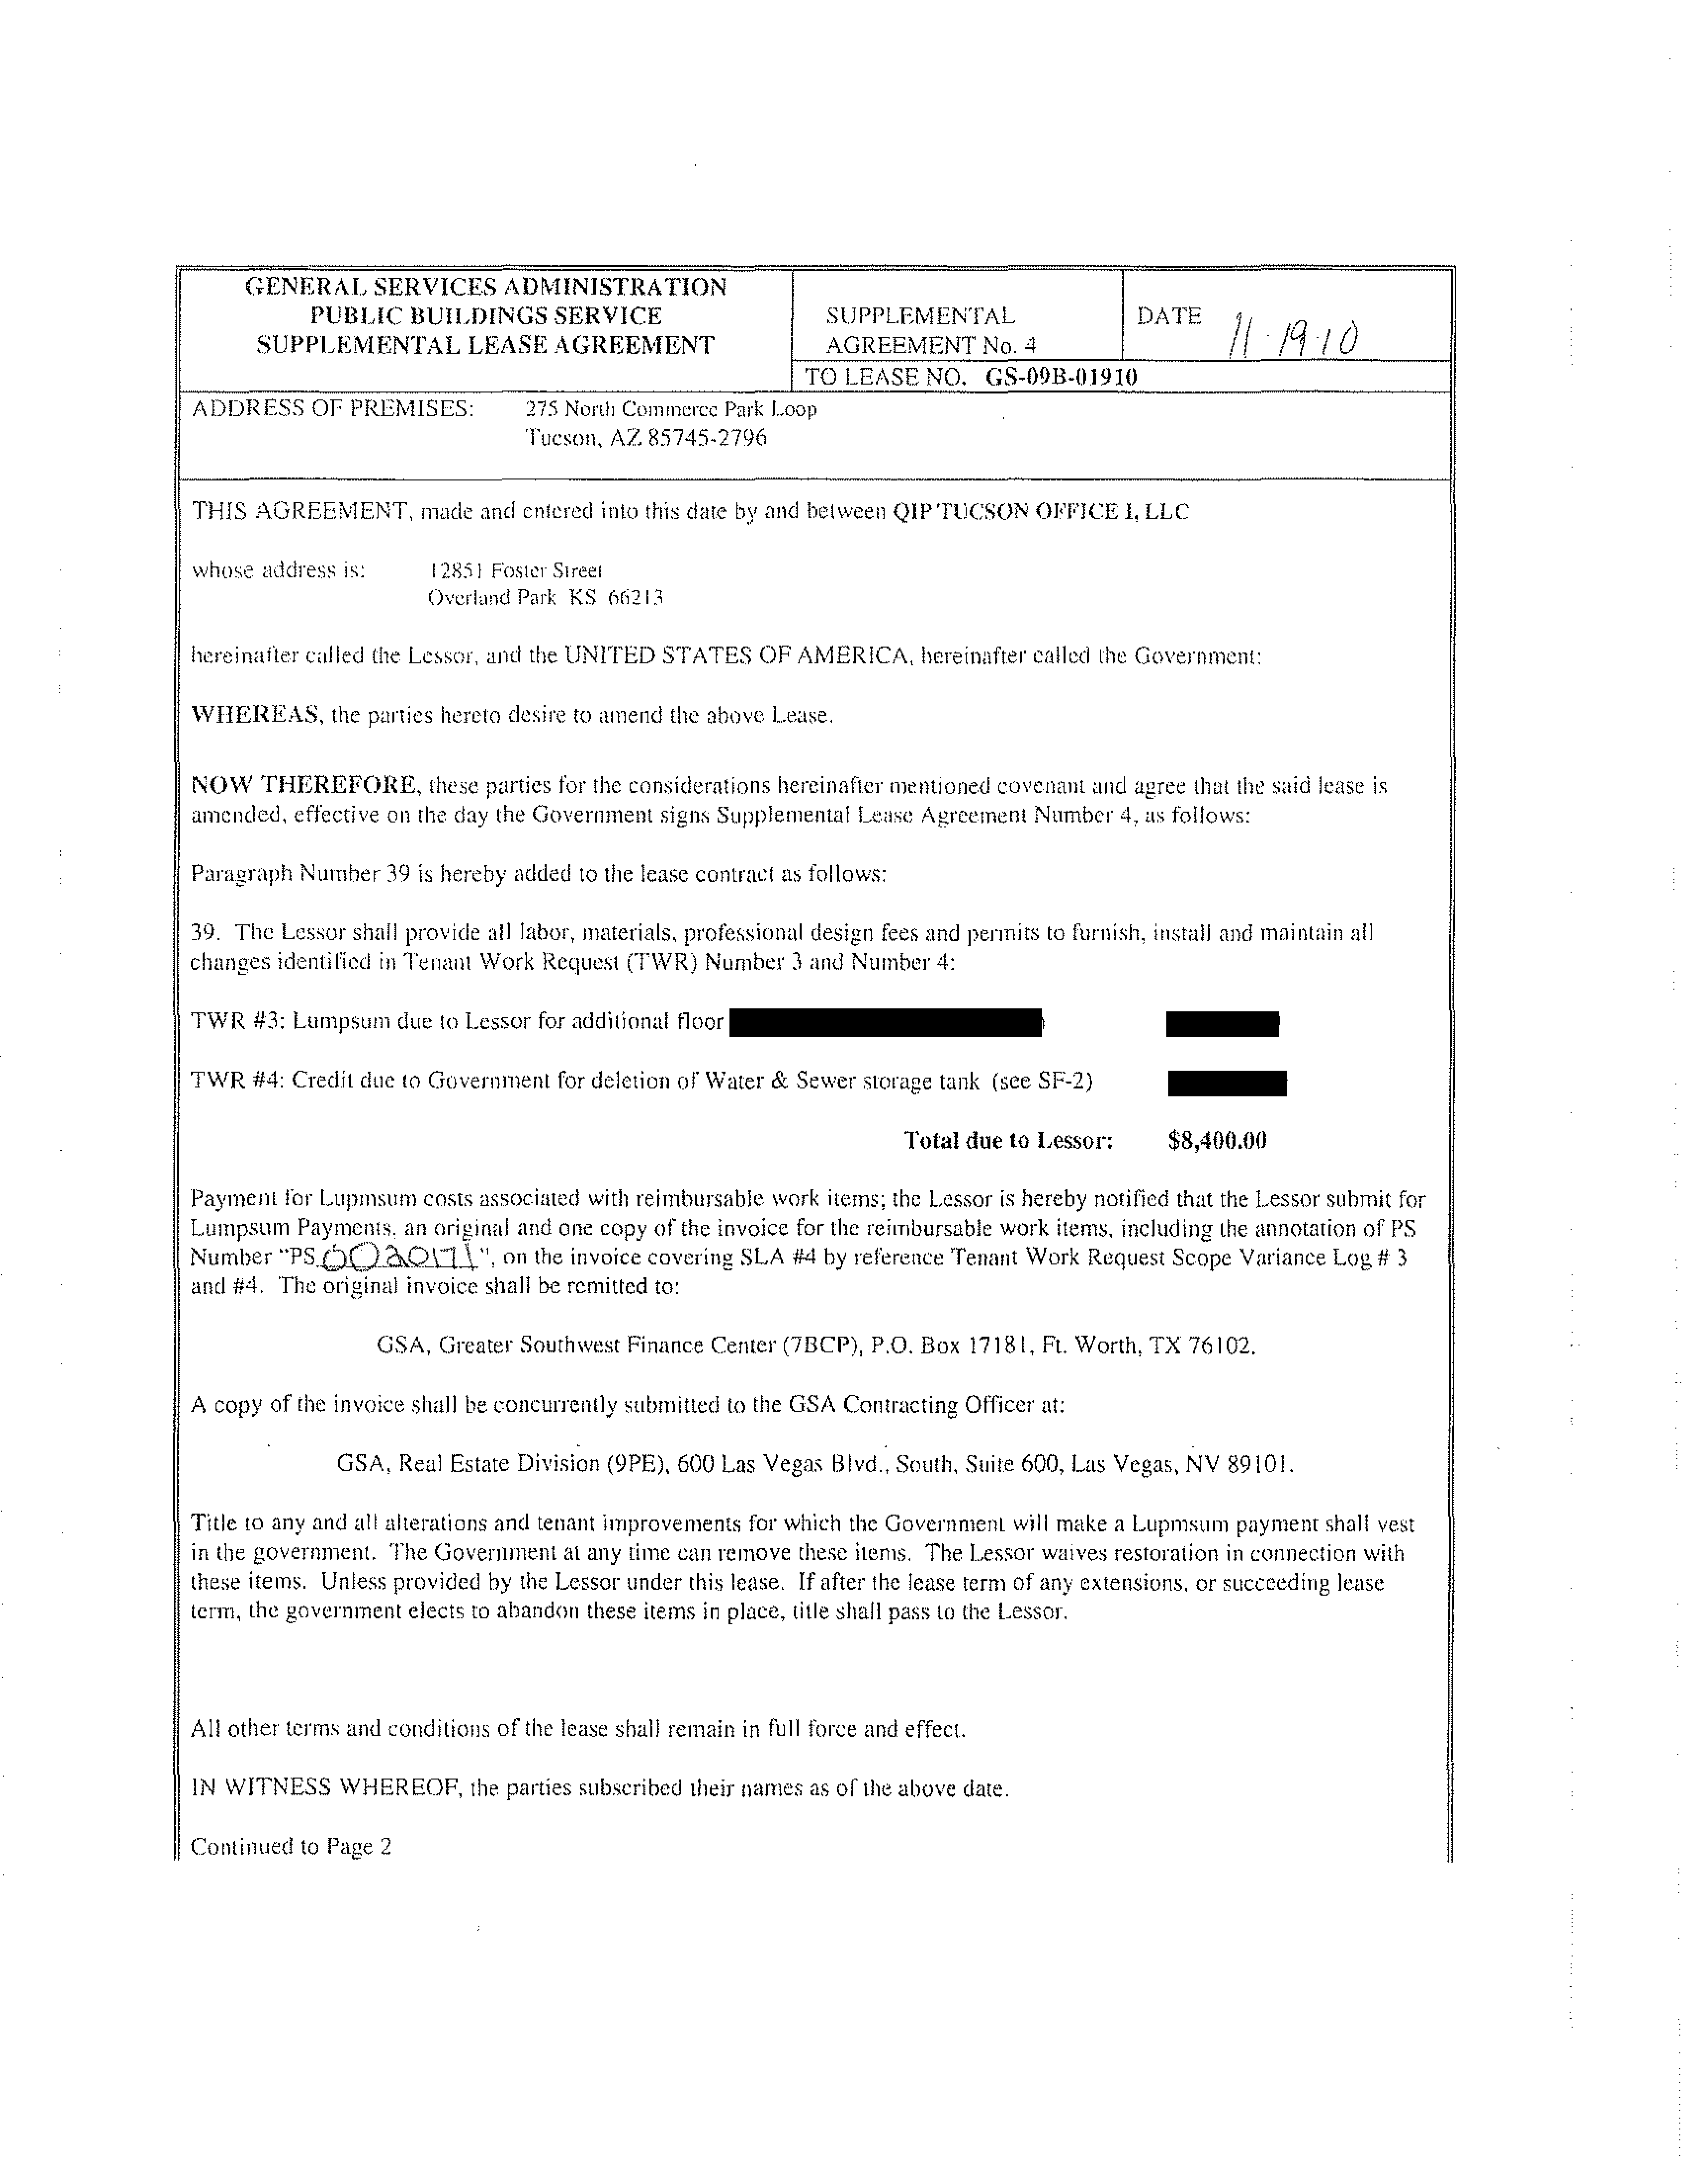 GENERAL SERVICES ADMINISTRATION
PUBLIC BUILDINGS SERVICE
SUPPLEMENTAL LEASE AGREEMENT
SUPPLEMENTAL
AGREEMENT No. 4
DATE 11-19-10
TO LEASE NO. GS-09B-01910
ADDRESS OF PREMISES: 275 North Commerce Park Loop
Tucson, AZ 85745-2796
THIS AGREEMENT, made and entered into this date by and between QIP TUCSON OFFICE I, LLC
whose address is: 12851 Foster Street
Overland Park KS 66213
hereinafter called the Lessor, and the UNITED STATES OF AMERICA, hereinafter called the Government:
WHEREAS, the parties hereto desire to amend the above Lease.
NOW THEREFORE, these parties for the considerations hereinafter mentioned covenant and agree that the said lease is
amended, effective on the day the Government signs Supplemental Lease Agreement Number 4, as follows:
Paragraph Number 39 is hereby added to the lease contract as follows:
39. The Lessor shall provide all labor, materials, professional design fees and permits to furnish, install and maintain all
changes identified in Tenant Work Request (TWR) Number 3 and Number 4:
TWR #3: Lumpsum due to Lessor for additional floor
TWR #4: Credit due to Government for deletion of Water & Sewer storage tank (see SF-2)
Total due to Lessor: $8,400.00
Payment for Lupmsum costs associated with reimbursable work items; the Lessor is hereby notified that the Lessor submit for
Lumpsum Payments, an original and one copy of the invoice for the reimbursable work items, including the annotation of PS
Number "PS ", on the invoice covering SLA #4 by reference Tenant Work Request Scope Variance Log # 3
and #4. The original invoice shall be remitted to:
GSA, Greater Southwest Finance Center (7BCP), P.O. Box 17181, Ft. Worth, TX 76102.
A copy of the invoice shall be concurrently submitted to the GSA Contracting Officer at:
GSA, Real Estate Division (9PE), 600 Las Vegas Blvd., South, Suite 600, Las Vegas, NV 89101.
Title to any and all alterations and tenant improvements for which the Government will make a Lupmsum payment shall vest
in the government. The Government at any time can remove these items. The Lessor waives restoration in connection with
these items. Unless provided by the Lessor under this lease. If after the lease term of any extensions, or succeeding lease
term, the government elects to abandon these items in place, title shall pass to the Lessor.
All other terms and conditions of the lease shall remain in full force and effect.
IN WITNESS WHEREOF, the parties subscribed their names as of the above date.
Continued to Page 2